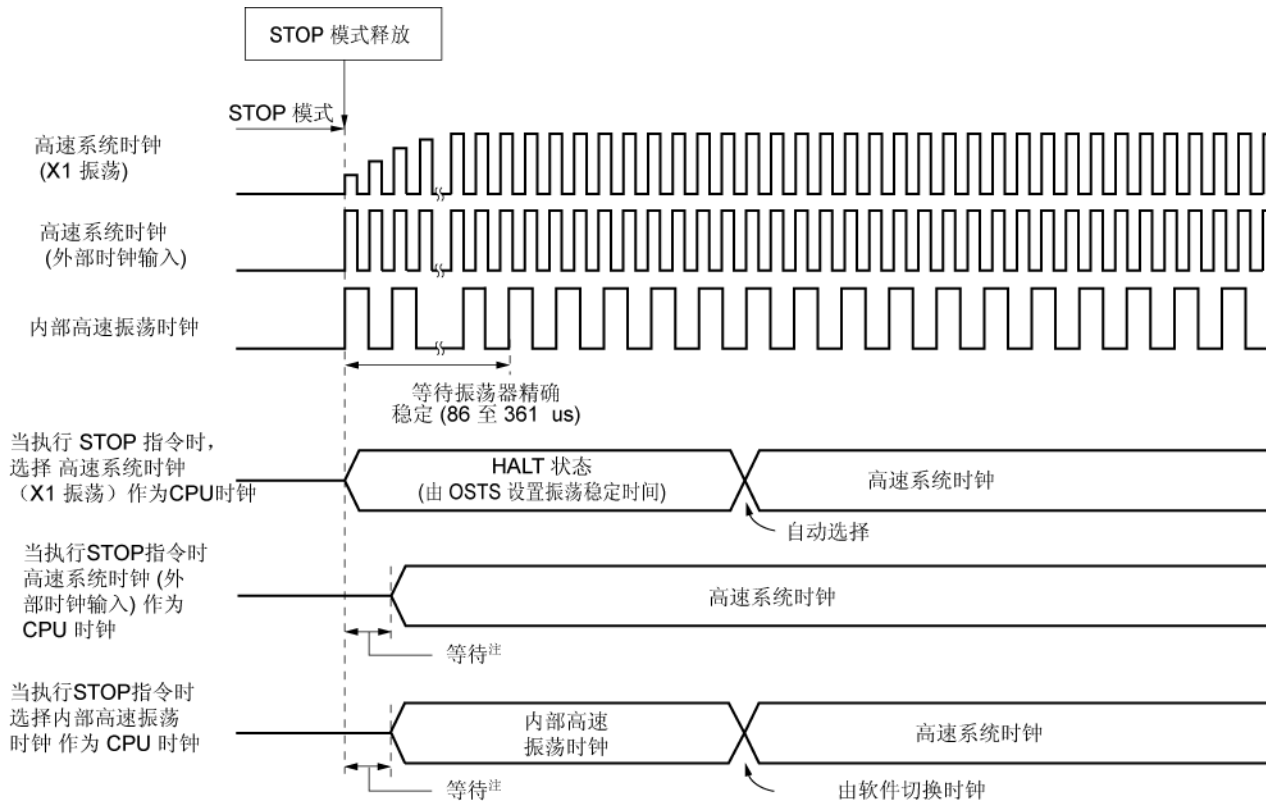 STOP 模式释放
STOP 模式
高速系统时钟
(X1 振荡)
高速系统时钟
(外部时钟输入)
内部高速振荡时钟
等待振荡器精确
稳定 (86 至 361 us)
当执行 STOP 指令时，
选择 高速系统时钟
（X1 振荡）作为CPU时钟
HALT 状态
(由 OSTS 设置振荡稳定时间)
高速系统时钟
自动选择
当执行STOP指令时
高速系统时钟 (外
部时钟输入) 作为
CPU 时钟
高速系统时钟
等待注
当执行STOP指令时
选择内部高速振荡
时钟 作为 CPU 时钟
内部高速
振荡时钟
高速系统时钟
等待注
由软件切换时钟